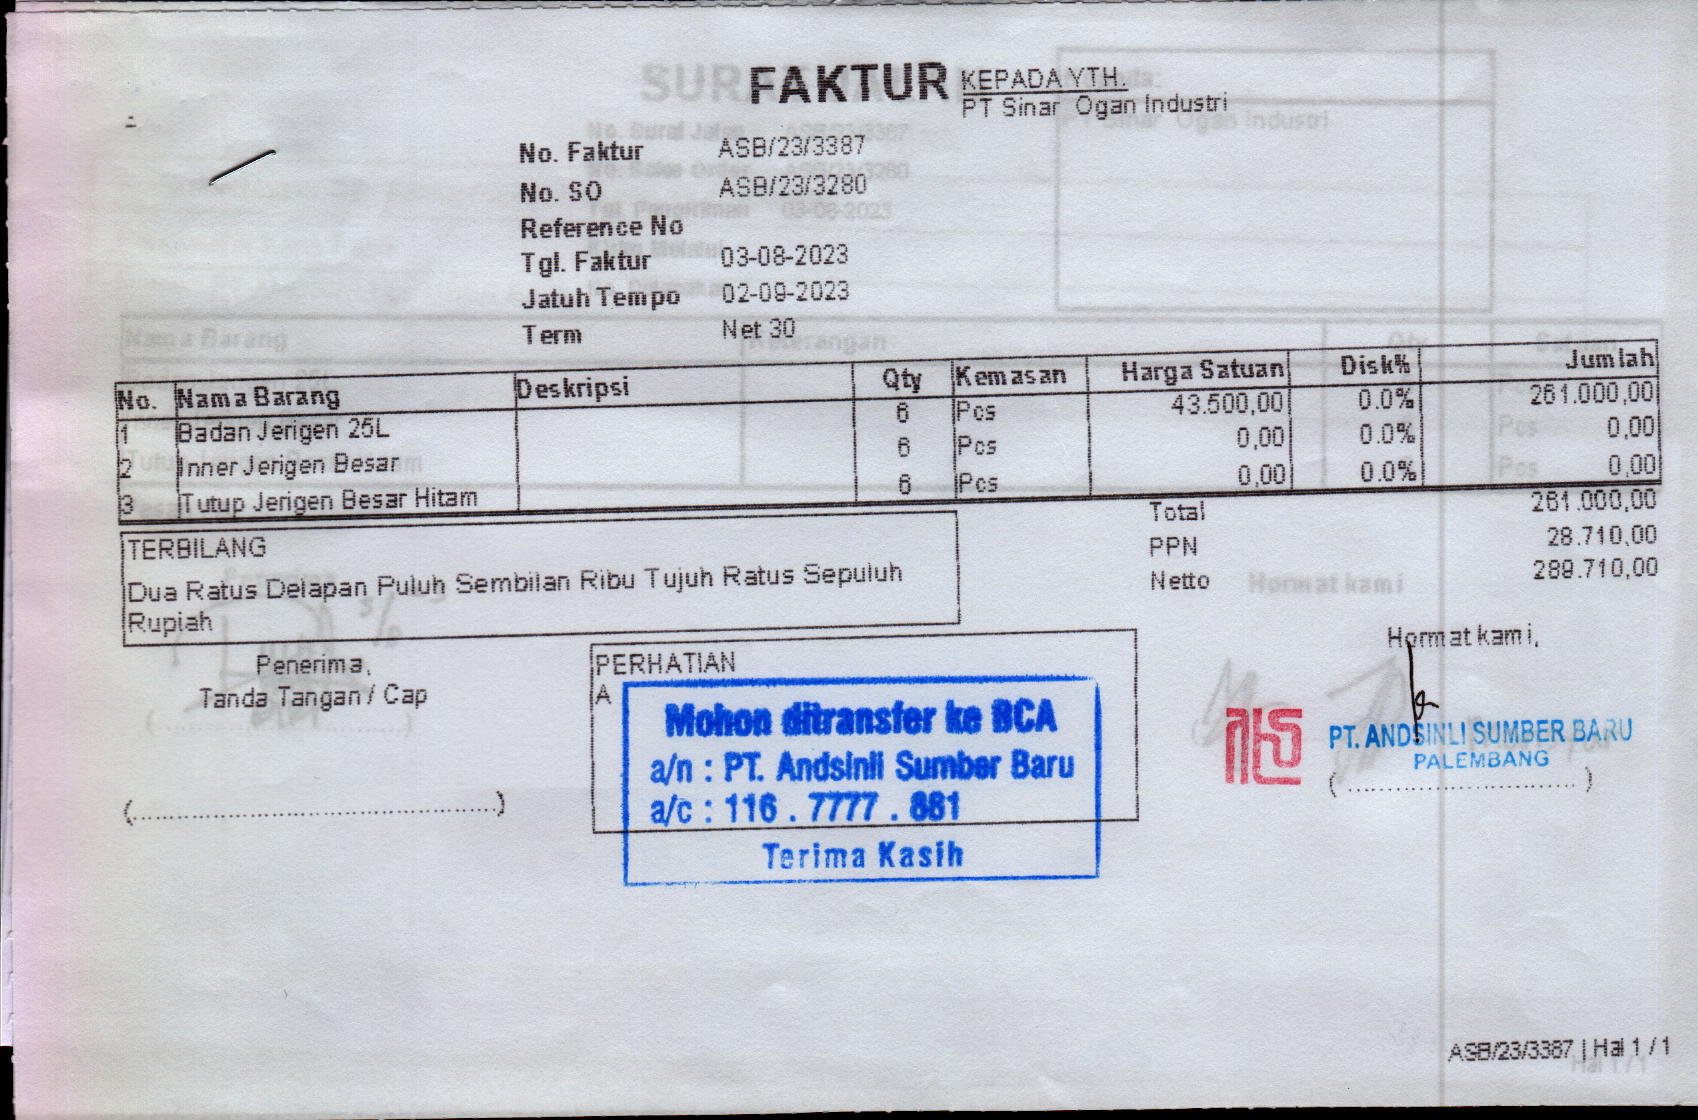 FAKTUR
KEPADA YTH.
PT Sinar Ogan Industri
No. Faktur ASB/23/3387
No. SO ASB/23/3280
Reference No
Tgl. Faktur 03-08-2023
Jatuh Tempo 02-09-2023
Term Net 30
No. Nama Barang Deskripsi Qty Kemasan Harga Satuan Disk% Jumlah
1 Badan Jerigen 25L 6 Pcs 43.500,00 0.0% 261.000,00
2 Inner Jerigen Besar 6 Pcs 0,00 0.0% 0,00
3 Tutup Jerigen Besar Hitam 6 Pcs 0,00 0.0% 0,00
Total 261.000,00
PPN 28.710,00
Netto 289.710,00
TERBILANG
Dua Ratus Delapan Puluh Sembilan Ribu Tujuh Ratus Sepuluh
Rupiah
Penerima,
Tanda Tangan / Cap
(................................................)
PERHATIAN
A
Mohon ditransfer ke BCA
a/n : PT. Andsinli Sumber Baru
a/c : 116 . 7777 . 881
Terima Kasih
Hormat kami,
PT. ANDSINLI SUMBER BARU
PALEMBANG
(..............................)
ASB/23/3387 | Hal 1 / 1